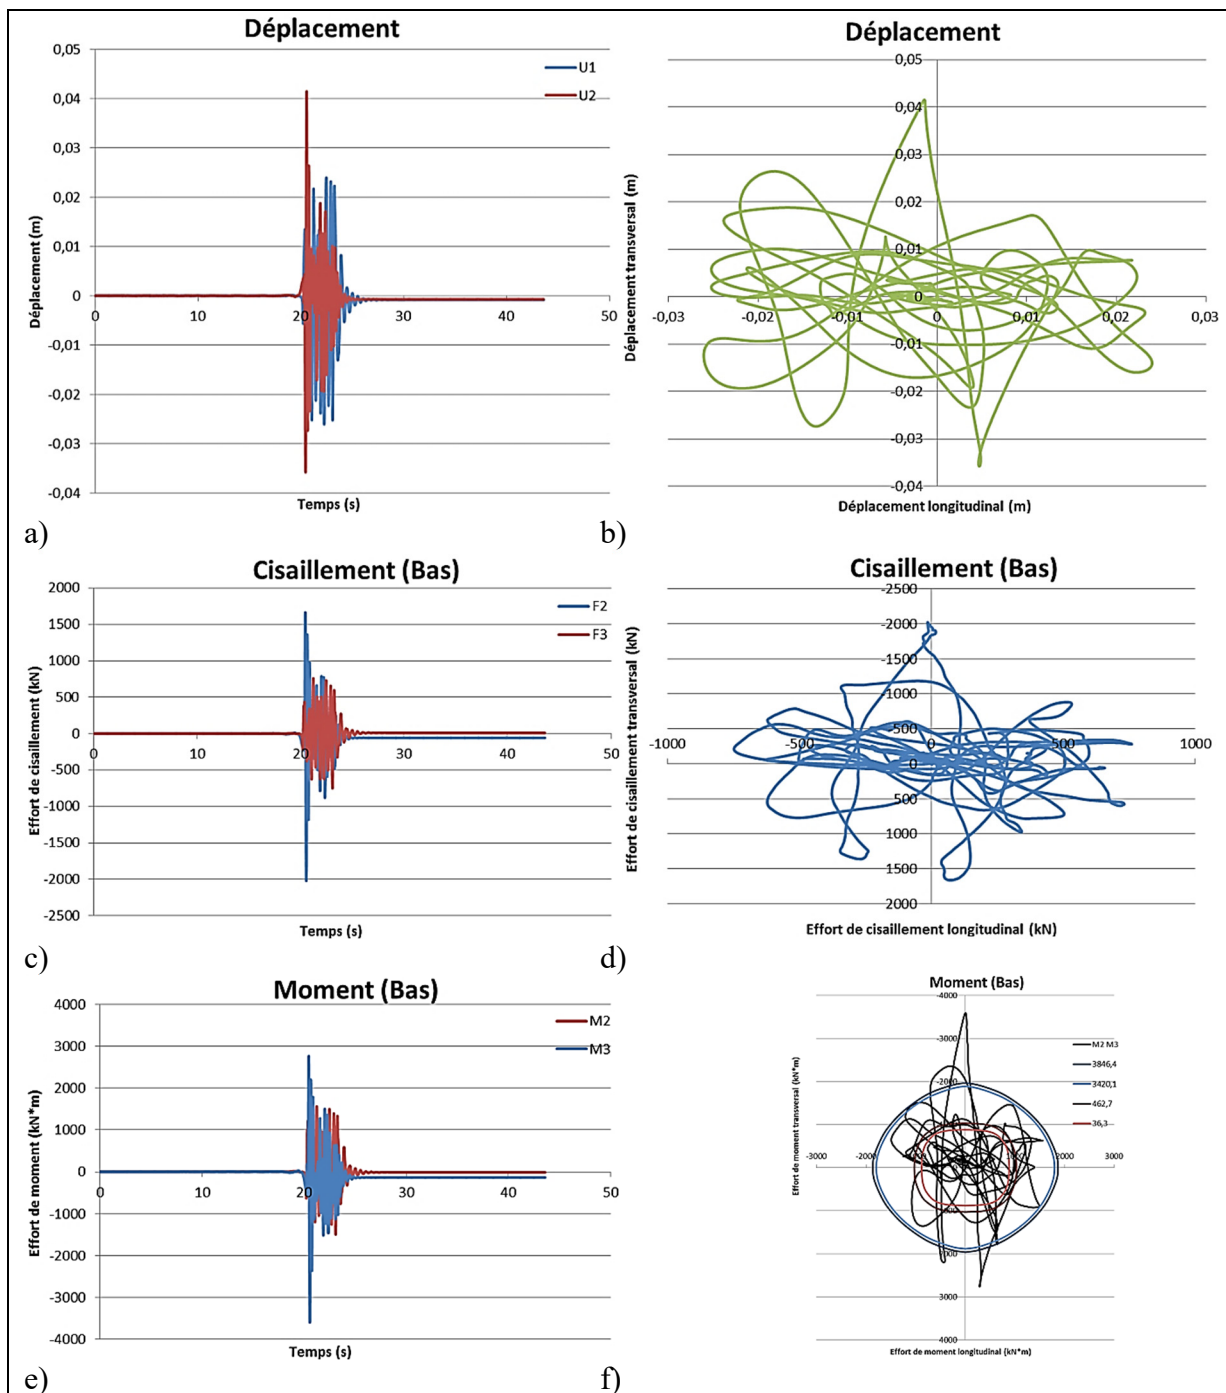 Déplacement
0,05
0,04
0,03
0,02
0,01
0
-0,01
-0,02
-0,03
-0,04
0 10 20 30 40 50
U1
U2
Déplacement (m)
Temps (s)
a)
Déplacement
0,05
0,04
0,03
0,02
0,01
0
-0,01
-0,02
-0,03
-0,04
-0,03 -0,02 -0,01 0 0,01 0,02 0,03
Déplacement transversal (m)
Déplacement longitudinal (m)
b)
Cisaillement (Bas)
2000
1500
1000
500
0
-500
-1000
-1500
-2000
-2500
0 10 20 30 40 50
F2
F3
Effort de cisaillement (kN)
Temps (s)
c)
Cisaillement (Bas)
-2500
-2000
-1500
-1000
-500
0
500
1000
1500
2000
-1000 -500 0 500 1000
Effort de cisaillement transversal (kN)
Effort de cisaillement longitudinal (kN)
d)
Moment (Bas)
4000
3000
2000
1000
0
-1000
-2000
-3000
-4000
0 10 20 30 40 50
M2
M3
Effort de moment (kN*m)
Temps (s)
e)
Moment (Bas)
-4000
-3000
-2000
3000
4000
-3000 -2000 2000 3000
M2 M3
3846,4
3420,1
462,7
36,3
Effort de moment transversal (kN*m)
Effort de moment longitudinal (kN*m)
f)